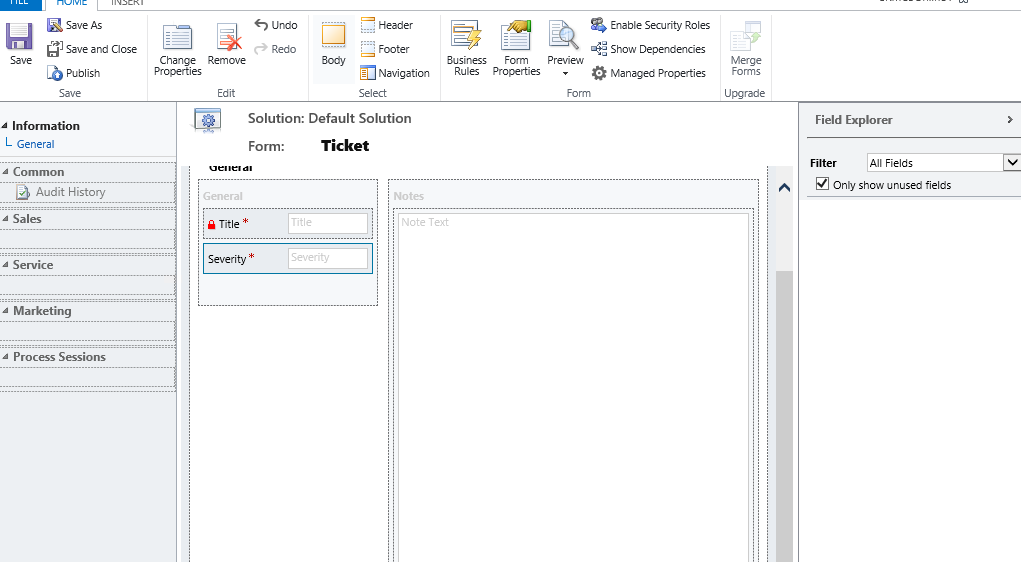 FILE HOME INSERT
Save
Save As
Save and Close
Publish
Save
Change Properties
Remove
Undo
Redo
Edit
Body
Header
Footer
Navigation
Select
Business Rules
Form Properties
Preview
Enable Security Roles
Show Dependencies
Managed Properties
Form
Merge Forms
Upgrade
Information
General
Common
Audit History
Sales
Service
Marketing
Process Sessions
Solution: Default Solution
Form: Ticket
General
General
Title * Title
Severity * Severity
Notes
Note Text
Field Explorer
Filter All Fields
Only show unused fields